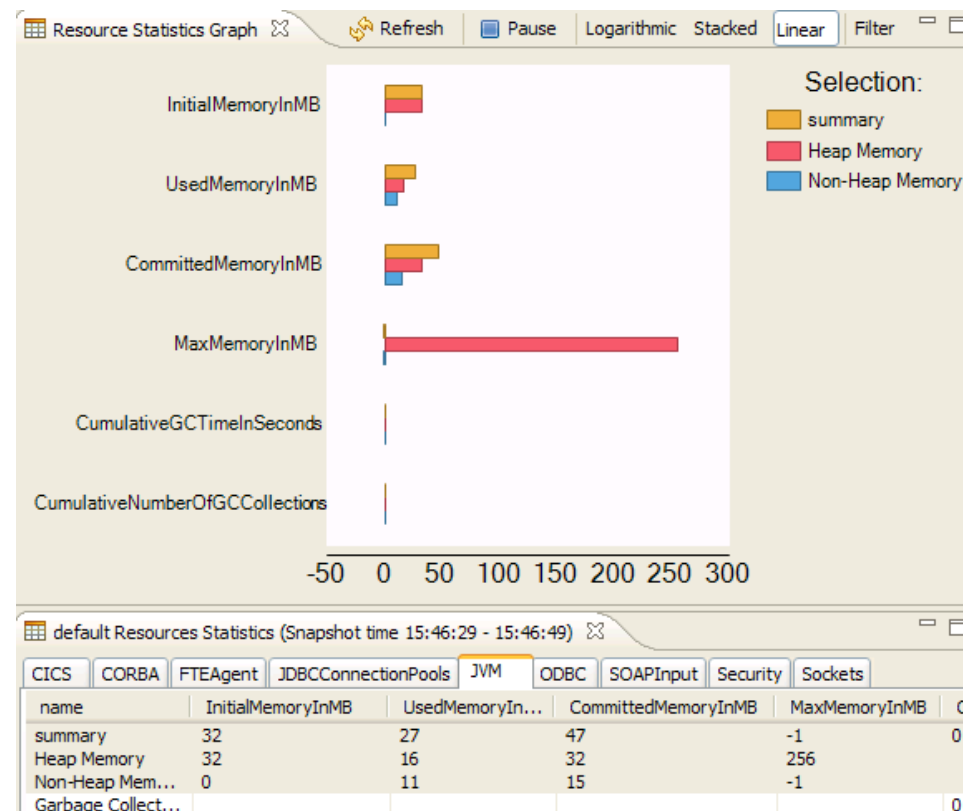 Resource Statistics Graph Refresh Pause Logarithmic Stacked Linear Filter
Selection:
summary
Heap Memory
Non-Heap Memory
InitialMemoryInMB
UsedMemoryInMB
CommittedMemoryInMB
MaxMemoryInMB
CumulativeGCTimeInSeconds
CumulativeNumberOfGCCollections
-50 0 50 100 150 200 250 300
default Resources Statistics (Snapshot time 15:46:29 - 15:46:49)
CICS CORBA FTEAgent JDBCConnectionPools JVM ODBC SOAPInput Security Sockets
name InitialMemoryInMB UsedMemoryIn... CommittedMemoryInMB MaxMemoryInMB
summary 32 27 47 -1 0
Heap Memory 32 16 32 256
Non-Heap Mem... 0 11 15 -1
Garbage Collect... 0